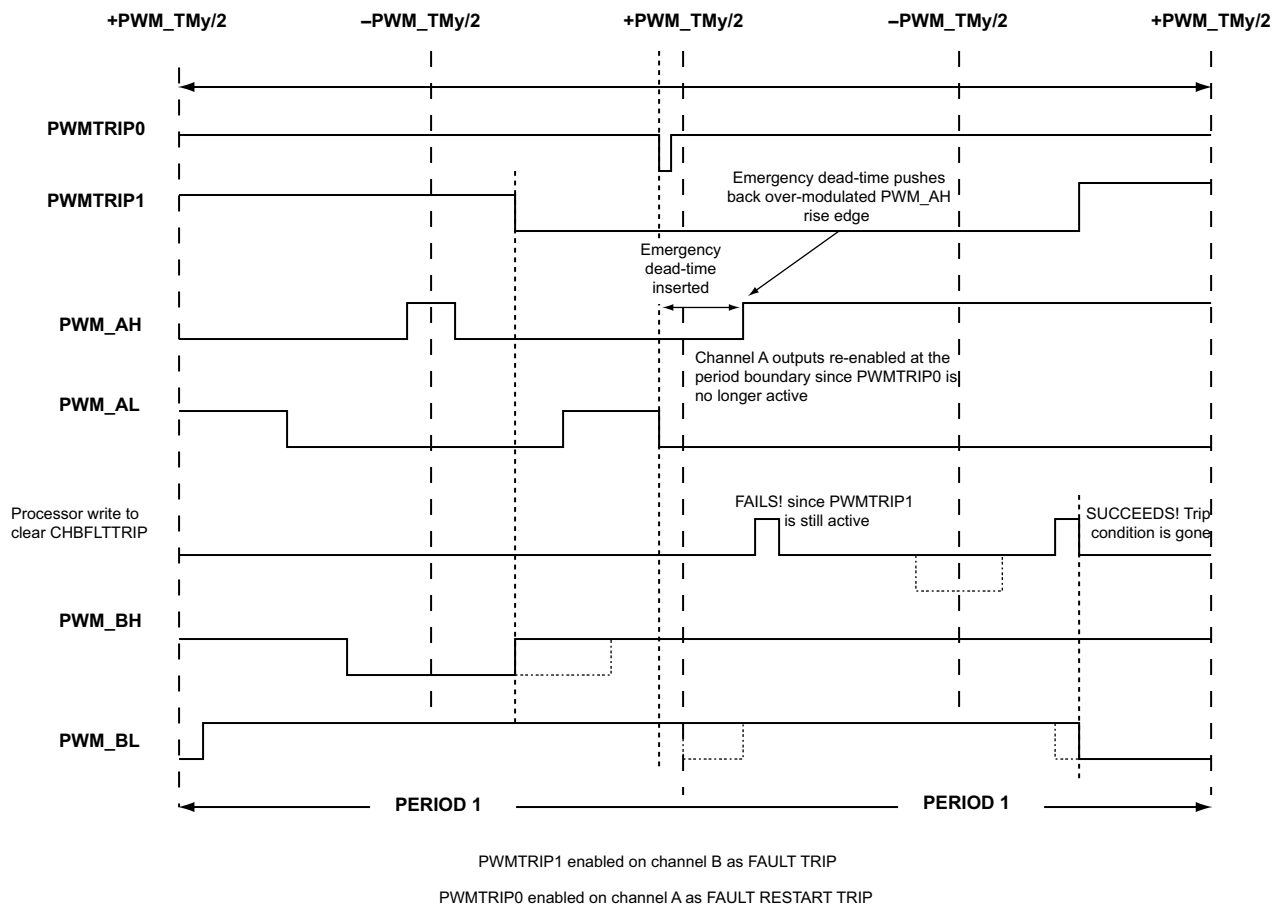 +PWM_TMy/2 –PWM_TMy/2 +PWM_TMy/2 –PWM_TMy/2 +PWM_TMy/2
PWMTRIP0
PWMTRIP1
Emergency dead-time pushes
back over-modulated PWM_AH
rise edge
Emergency
dead-time
inserted
PWM_AH
Channel A outputs re-enabled at the
period boundary since PWMTRIP0 is
no longer active
PWM_AL
Processor write to
clear CHBFLTTRIP
FAILS! since PWMTRIP1
is still active
SUCCEEDS! Trip
condition is gone
PWM_BH
PWM_BL
PERIOD 1 PERIOD 1
PWMTRIP1 enabled on channel B as FAULT TRIP
PWMTRIP0 enabled on channel A as FAULT RESTART TRIP